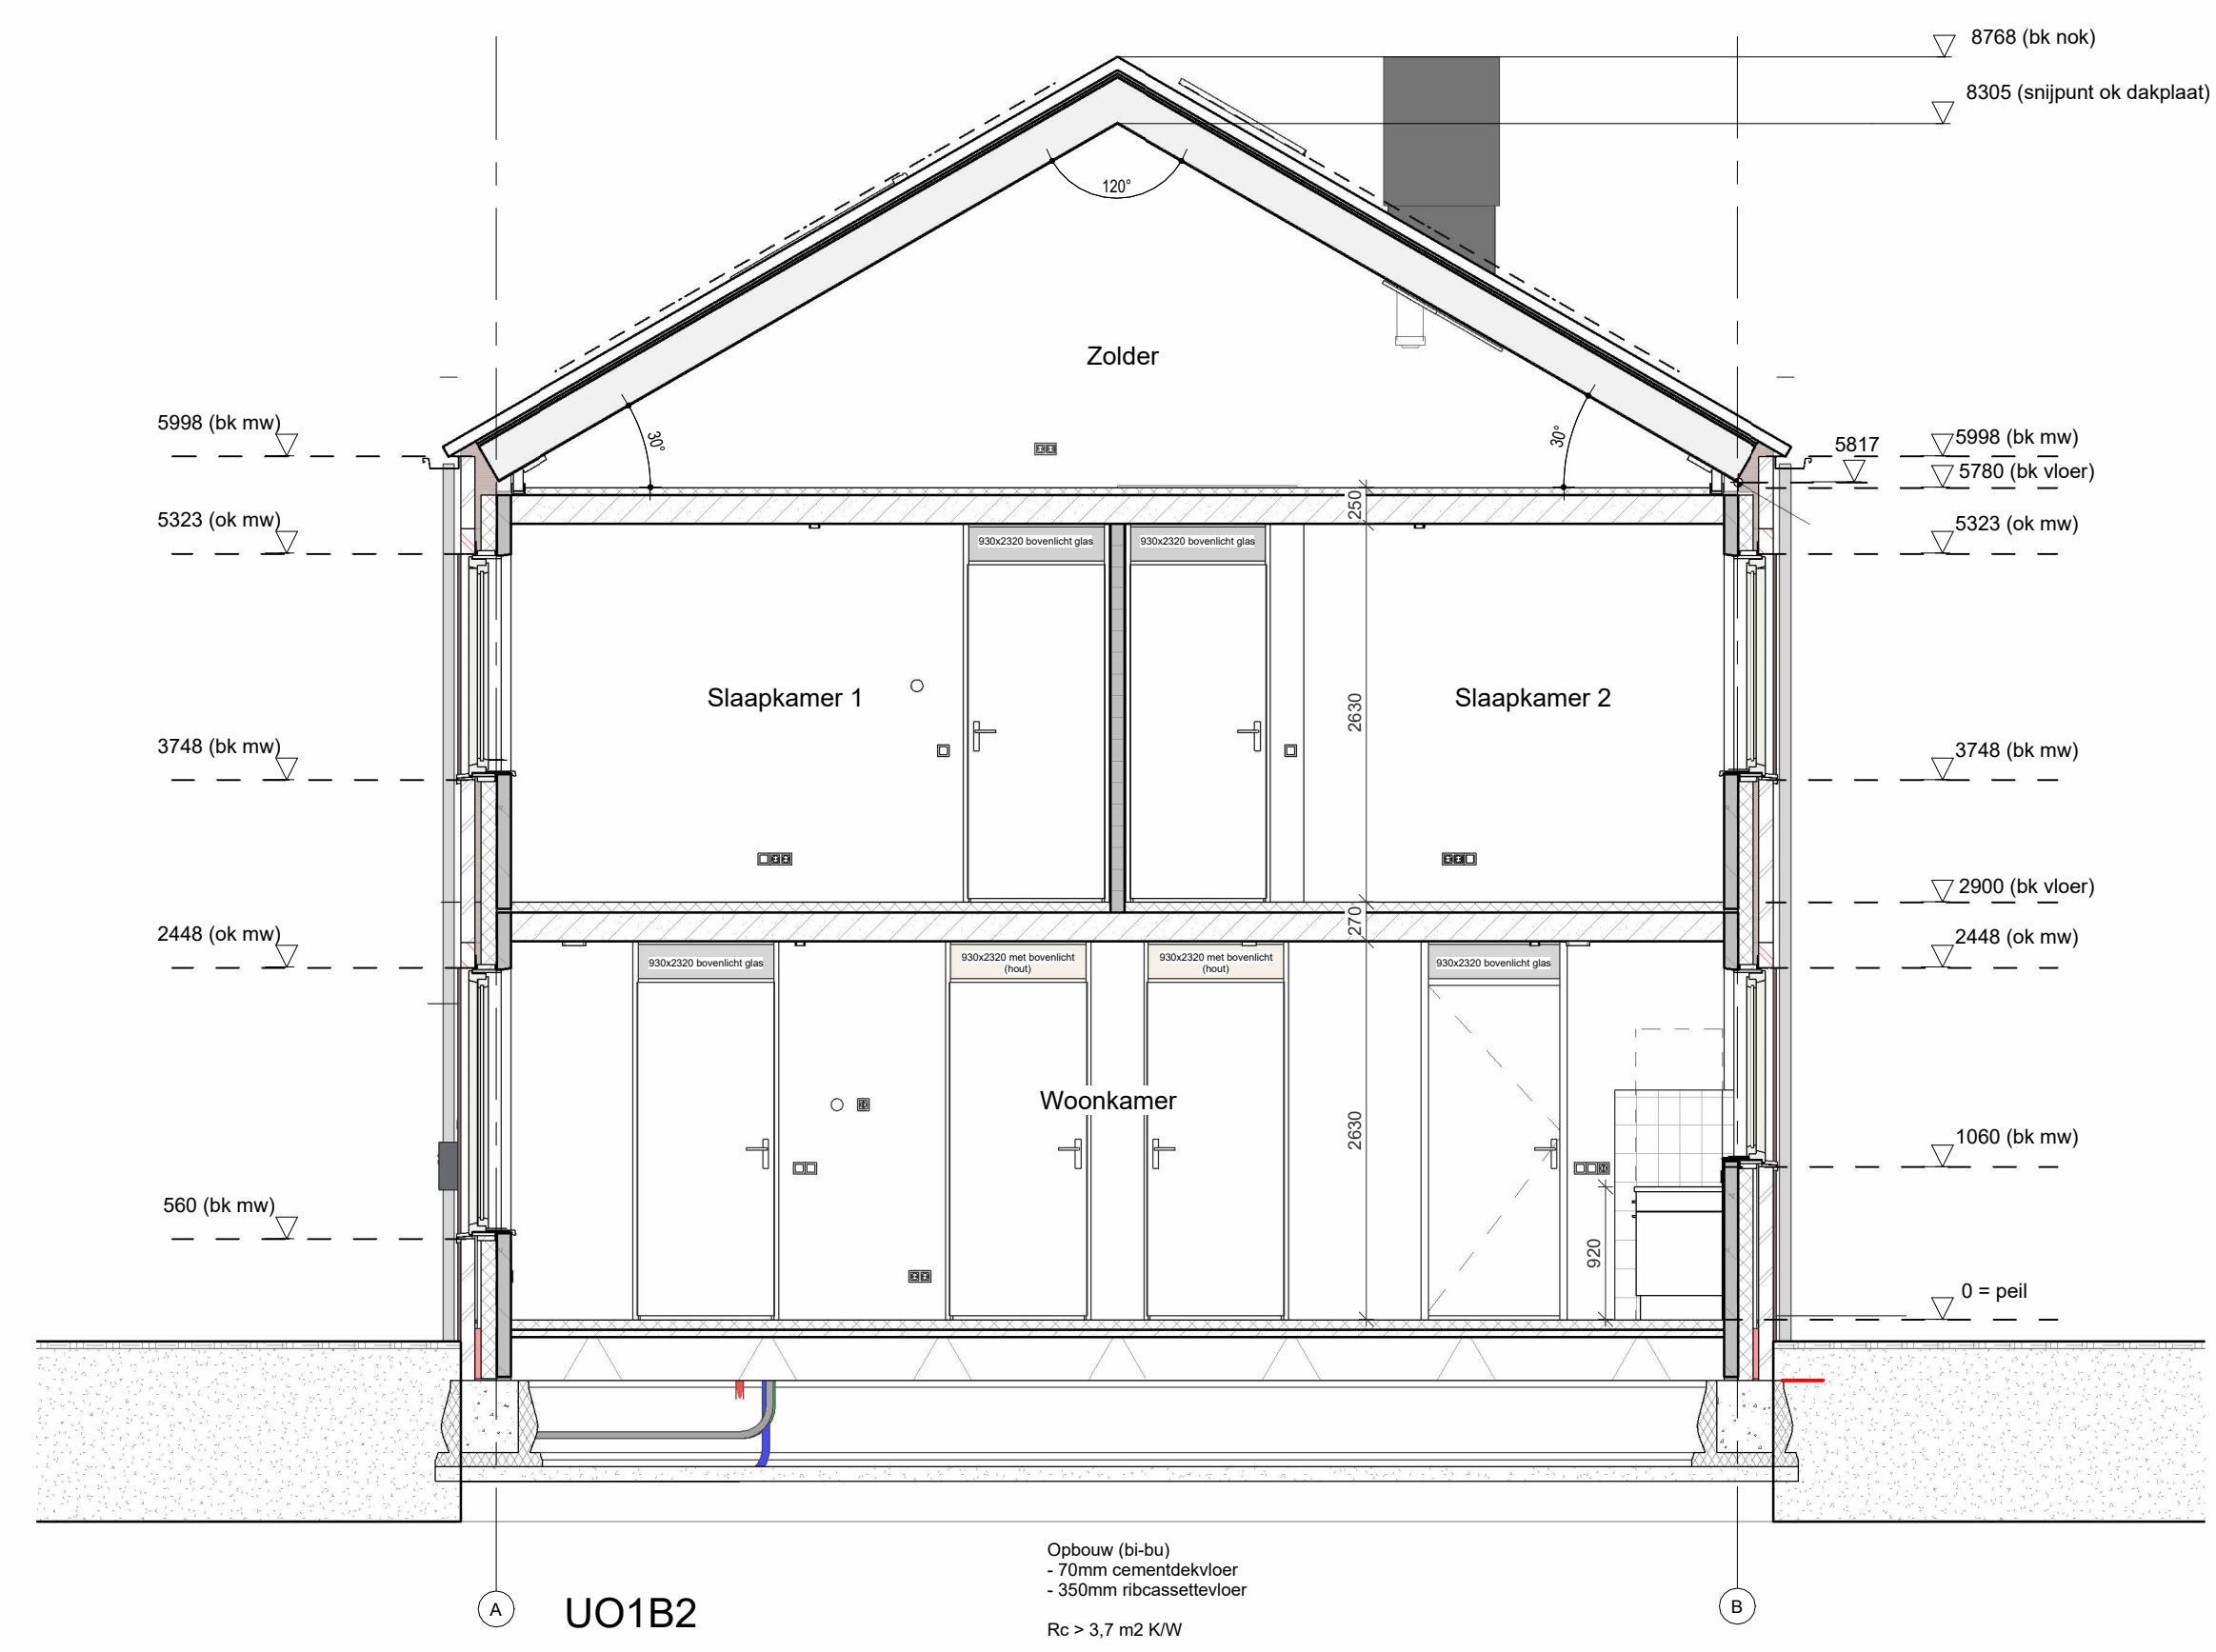 8768 (bk nok)
8305 (snijpunt ok dakplaat)
120°
Zolder
30°
30°
5998 (bk mw)
5998 (bk mw)
5817
5780 (bk vloer)
250
5323 (ok mw)
5323 (ok mw)
930x2320 bovenlicht glas
930x2320 bovenlicht glas
Slaapkamer 1
Slaapkamer 2
2630
3748 (bk mw)
3748 (bk mw)
2900 (bk vloer)
270
2448 (ok mw)
2448 (ok mw)
930x2320 bovenlicht glas
930x2320 met bovenlicht
(hout)
930x2320 met bovenlicht
(hout)
930x2320 bovenlicht glas
Woonkamer
2630
1060 (bk mw)
560 (bk mw)
920
0 = peil
Opbouw (bi-bu)
- 70mm cementdekvloer
- 350mm ribcassettevloer
Rc > 3,7 m2 K/W
A
UO1B2
B